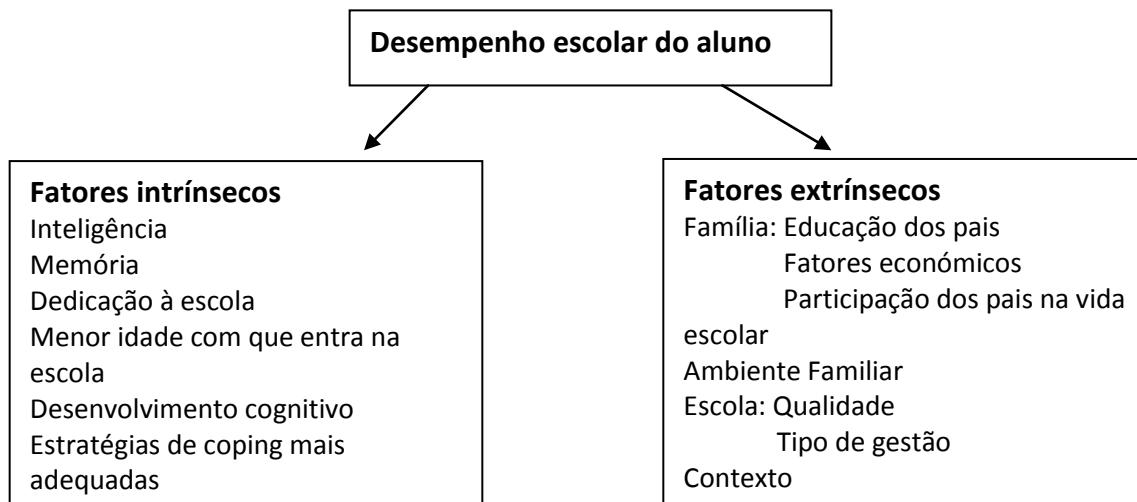 Desempenho escolar do aluno
Fatores intrínsecos
Inteligência
Memória
Dedicação à escola
Menor idade com que entra na
escola
Desenvolvimento cognitivo
Estratégias de coping mais
adequadas
Fatores extrínsecos
Família: Educação dos pais
Fatores económicos
Participação dos pais na vida
escolar
Ambiente Familiar
Escola: Qualidade
Tipo de gestão
Contexto